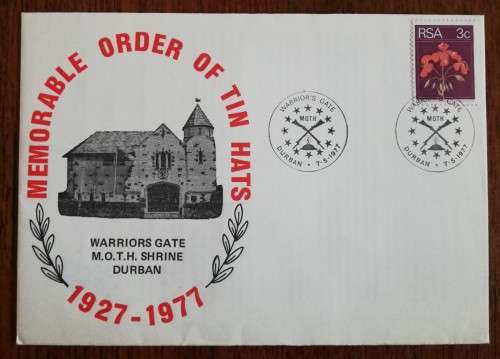 MEMORABLE ORDER OF TIN HATS
WARRIORS GATE
M.O.T.H. SHRINE
DURBAN
1927-1977
RSA 3c
WARRIOR'S GATE
MOTH
DURBAN • 7-5-1977
WARRIOR'S GATE
MOTH
DURBAN • 7-5-1977